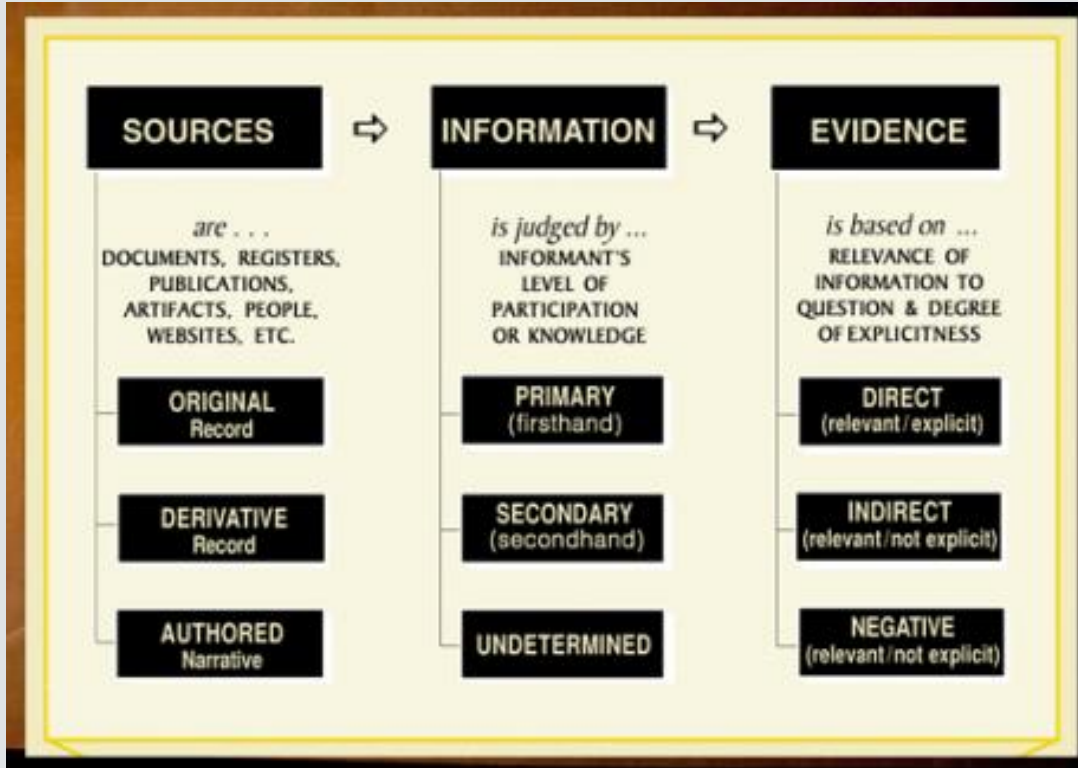 SOURCES
are . . .
DOCUMENTS, REGISTERS,
PUBLICATIONS,
ARTIFACTS, PEOPLE,
WEBSITES, ETC.
ORIGINAL
Record
DERIVATIVE
Record
AUTHORED
Narrative
INFORMATION
is judged by ...
INFORMANT'S
LEVEL OF
PARTICIPATION
OR KNOWLEDGE
PRIMARY
(firsthand)
SECONDARY
(secondhand)
UNDETERMINED
EVIDENCE
is based on ...
RELEVANCE OF
INFORMATION TO
QUESTION & DEGREE
OF EXPLICITNESS
DIRECT
(relevant/explicit)
INDIRECT
(relevant/not explicit)
NEGATIVE
(relevant/not explicit)